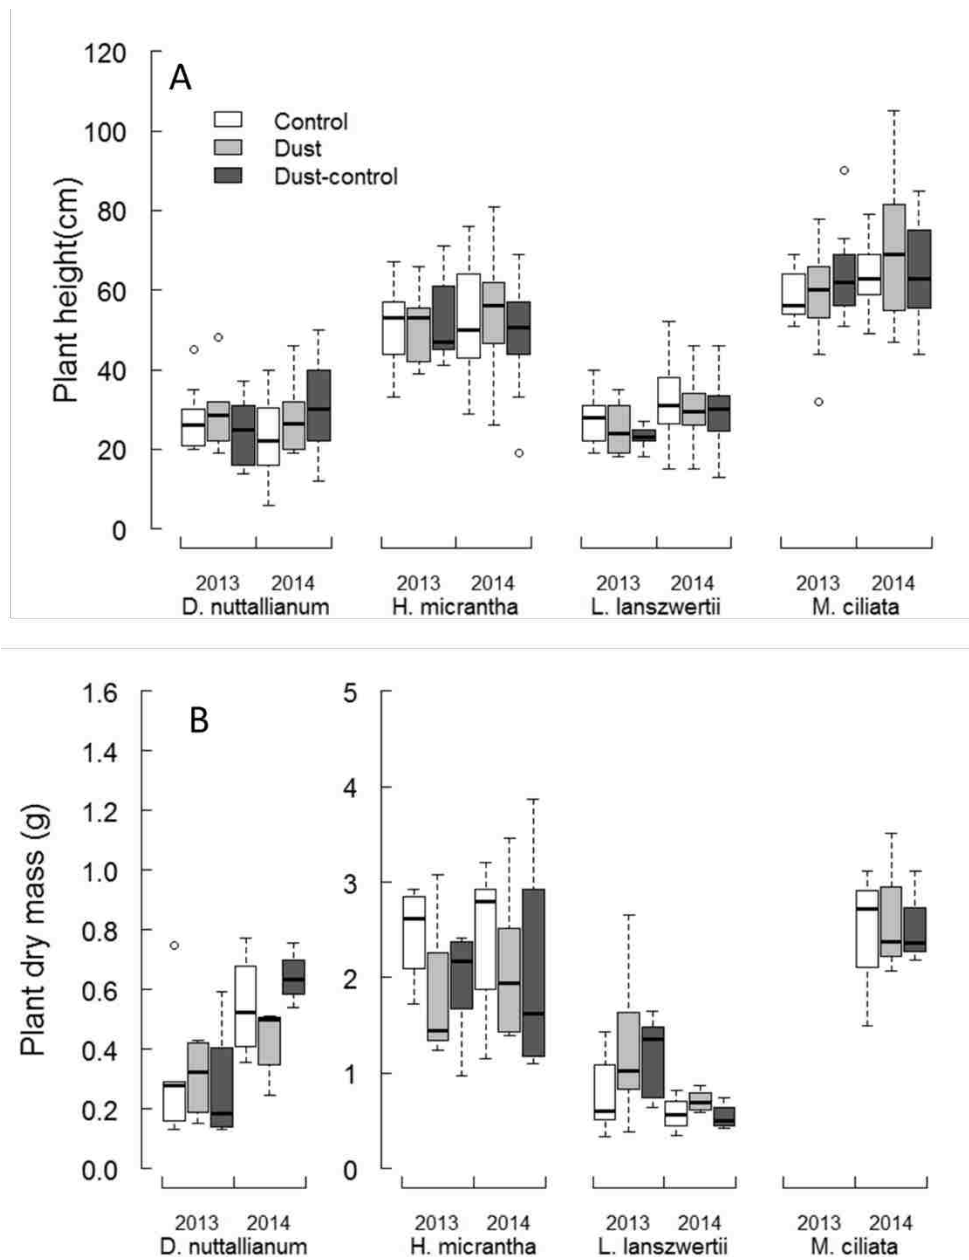 120
A
Control
100
Dust
Dust-control
80
60
40
20
0
Plant height(cm)
2013 2014 2013 2014 2013 2014 2013 2014
D. nuttallianum H. micrantha L. lanszwertii M. ciliata
1.6 5
B
1.4
4
1.2
1.0
3
0.8
0.6 2
0.4
1
0.2
0.0 0
Plant dry mass (g)
2013 2014 2013 2014 2013 2014 2013 2014
D. nuttallianum H. micrantha L. lanszwertii M. ciliata